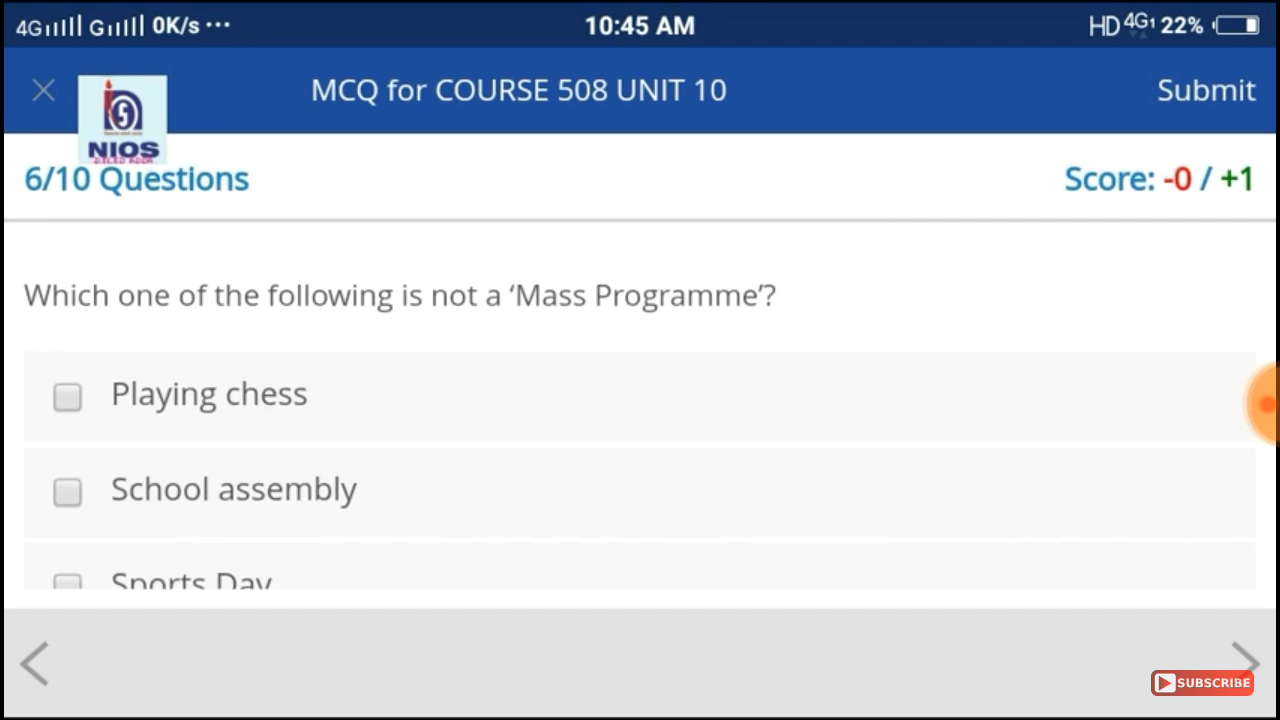 4G G 0K/s ... 10:45 AM HD 4G1 22%
MCQ for COURSE 508 UNIT 10 Submit
NIOS
6/10 Questions Score: -0 / +1
Which one of the following is not a ‘Mass Programme’?
Playing chess
School assembly
Sports Day
SUBSCRIBE